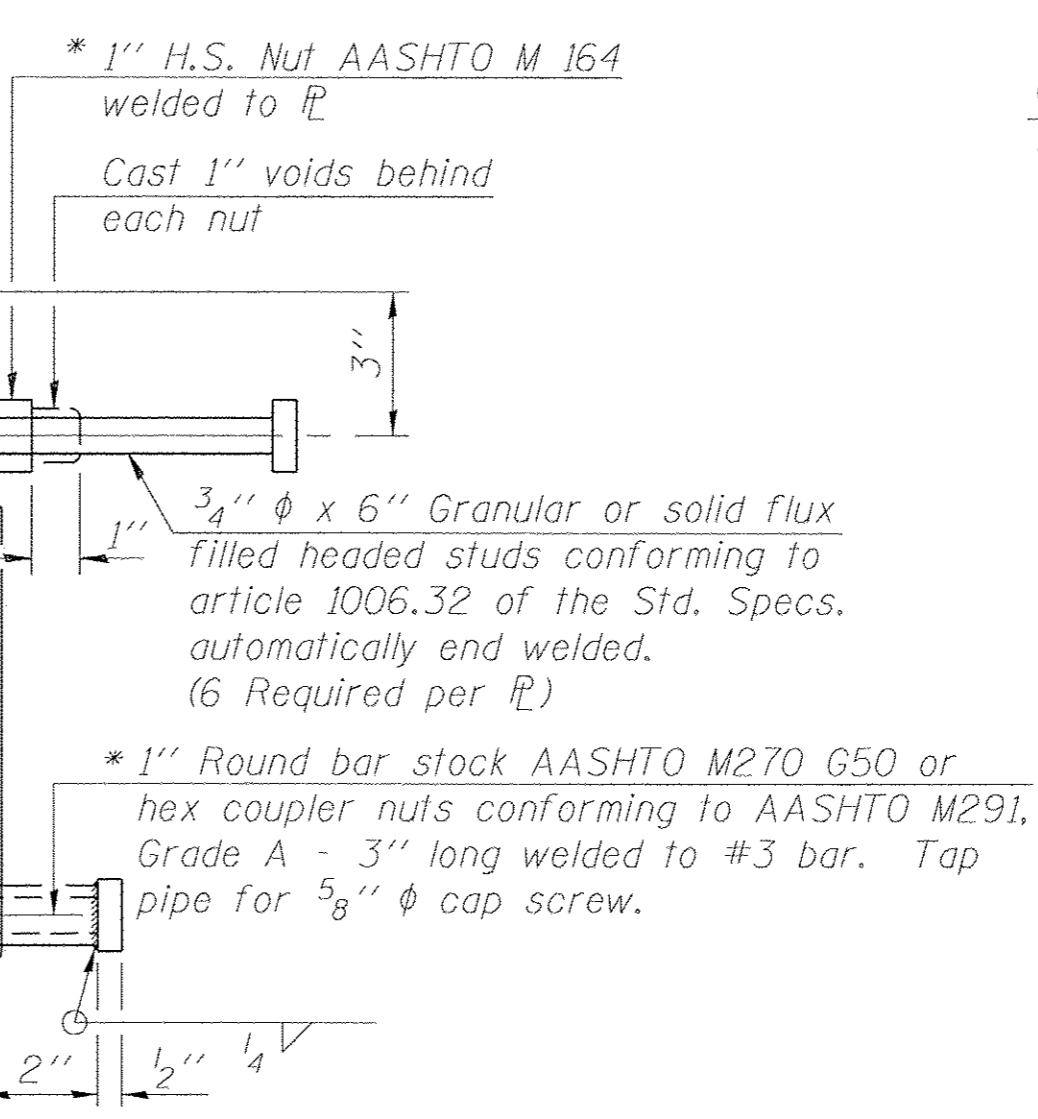 * 1'' H.S. Nut AASHTO M 164
welded to ⅊
Cast 1'' voids behind
each nut
3''
3/4'' ϕ x 6'' Granular or solid flux
filled headed studs conforming to
article 1006.32 of the Std. Specs.
automatically end welded.
(6 Required per ⅊)
1''
* 1'' Round bar stock AASHTO M270 G50 or
hex coupler nuts conforming to AASHTO M291,
Grade A - 3'' long welded to #3 bar. Tap
pipe for 5/8'' ϕ cap screw.
2''
1/2''
1/4